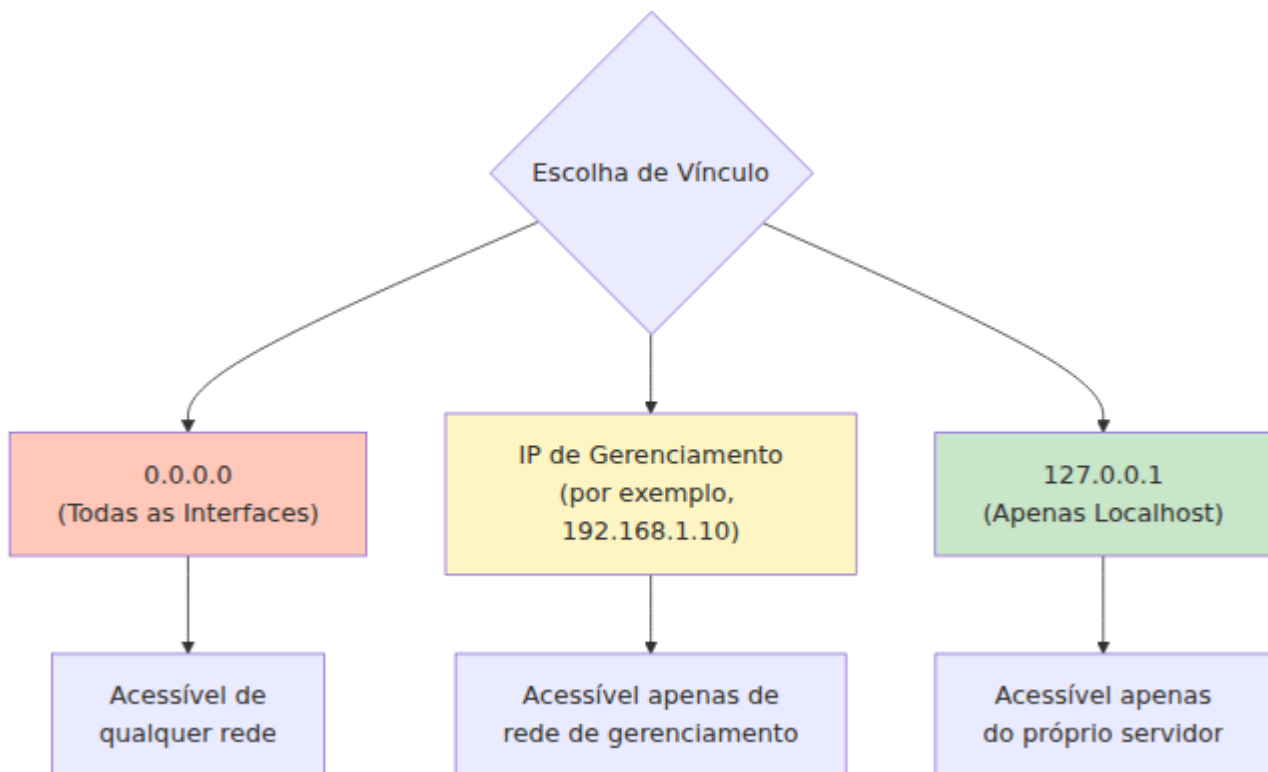 Escolha de Vínculo
0.0.0.0
(Todas as Interfaces)
IP de Gerenciamento
(por exemplo,
192.168.1.10)
127.0.0.1
(Apenas Localhost)
Acessível de
qualquer rede
Acessível apenas de
rede de gerenciamento
Acessível apenas
do próprio servidor